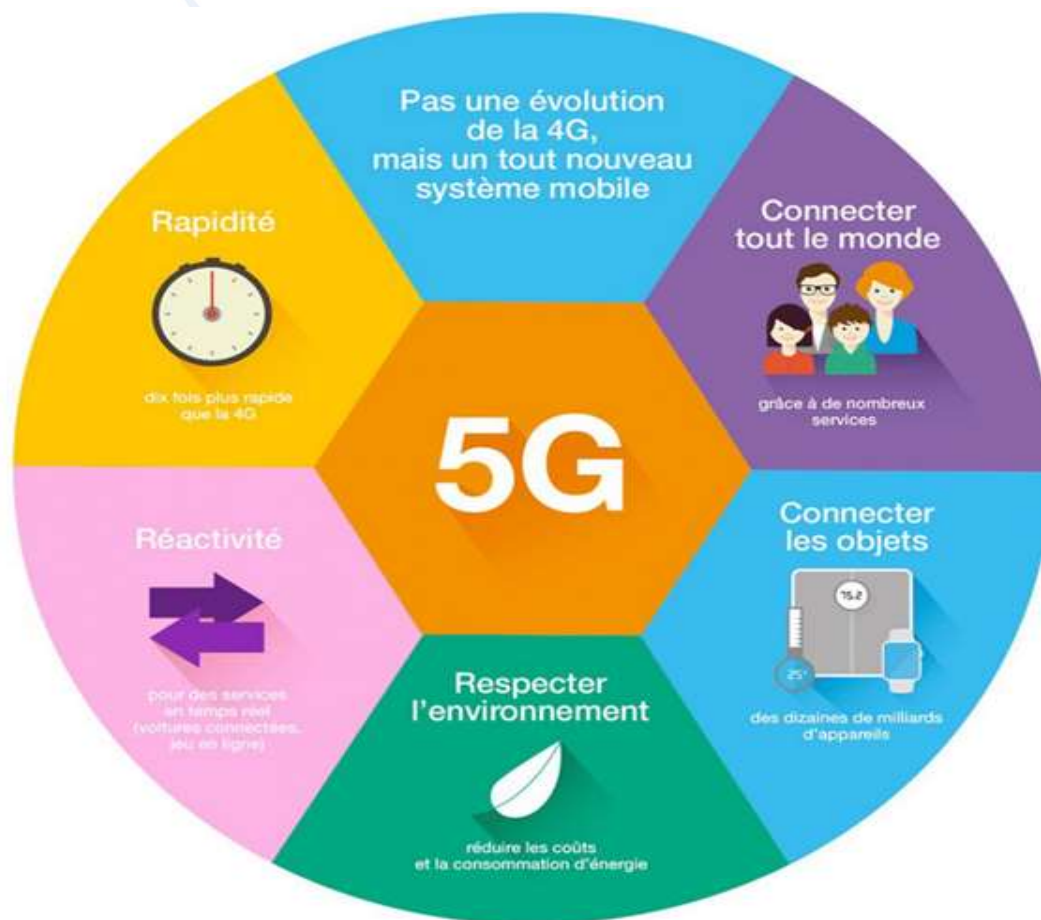 Pas une évolution
de la 4G,
mais un tout nouveau
système mobile
Connecter
tout le monde
grâce à de nombreux
services
Connecter
les objets
75.2
25°
des dizaines de milliards
d'appareils
Respecter
l'environnement
réduire les coûts
et la consommation d'énergie
Réactivité
pour des services
en temps réel
(voitures connectées,
jeu en ligne)
Rapidité
dix fois plus rapide
que la 4G
5G